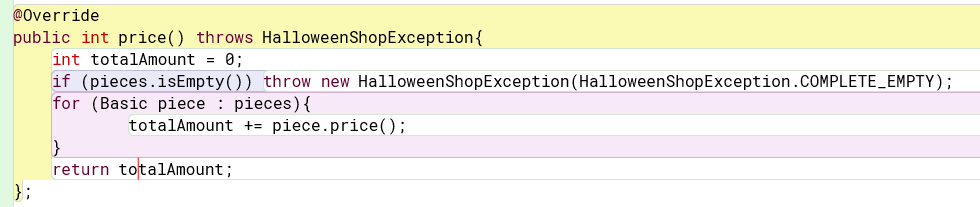 @Override
public int price() throws HalloweenShopException{
int totalAmount = 0;
if (pieces.isEmpty()) throw new HalloweenShopException(HalloweenShopException.COMPLETE_EMPTY);
for (Basic piece : pieces){
totalAmount += piece.price();
}
return totalAmount;
};